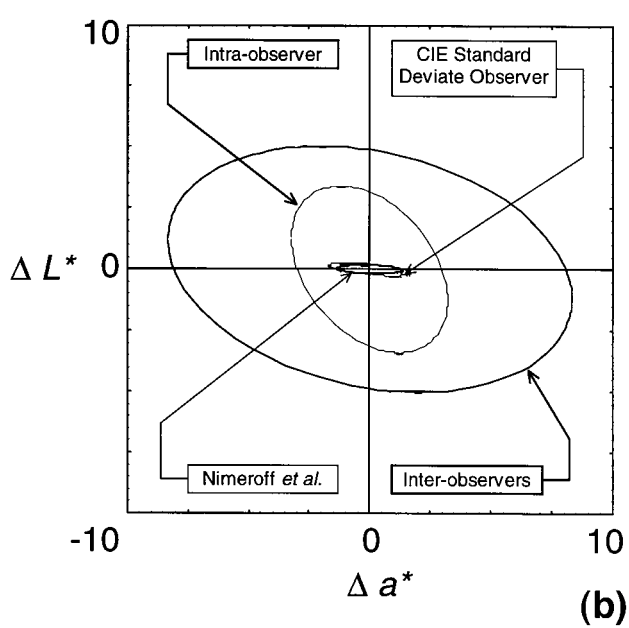 10
Intra-observer
CIE Standard
Deviate Observer
Δ L*
0
Nimeroff et al.
Inter-observers
-10
0
10
Δ a*
(b)